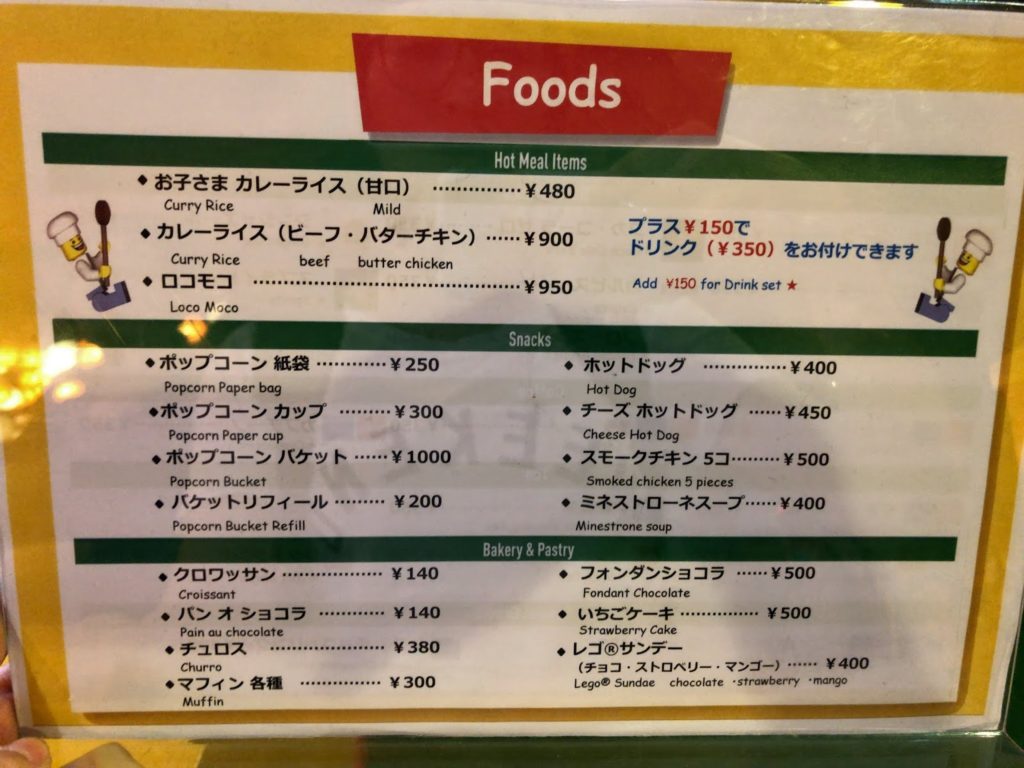 Foods
Hot Meal Items
◆ お子さま カレーライス（甘口） ・・・・・・・・・・・・・・・¥480
Curry Rice Mild
◆ カレーライス（ビーフ・バターチキン）・・・・・・¥900
Curry Rice beef butter chicken
◆ ロコモコ ・・・・・・・・・・・・・・・・・・・・・・・・・・・・・・・・・・・・・・・・・・・・・¥950
Loco Moco
プラス¥150で
ドリンク（¥350）をお付けできます
Add ¥150 for Drink set ★
Snacks
◆ポップコーン 紙袋 ・・・・・・・・・・・・¥250
Popcorn Paper bag
◆ポップコーン カップ ・・・・・・・・・¥300
Popcorn Paper cup
◆ポップコーン バケット ・・・・・・¥1000
Popcorn Bucket
◆ バケットリフィール ・・・・・・・・・¥200
Popcorn Bucket Refill
◆ ホットドッグ ・・・・・・・・・・・・・・・¥400
Hot Dog
◆ チーズ ホットドッグ ・・・・・・¥450
Cheese Hot Dog
◆ スモークチキン 5コ・・・・・・・・・¥500
Smoked chicken 5 pieces
◆ ミネストローネスープ・・・・・・¥400
Minestrone soup
Bakery & Pastry
◆ クロワッサン ・・・・・・・・・・・・・・・・・・ ¥140
Croissant
◆ パン オ ショコラ ・・・・・・・・・・・・ ¥140
Pain au chocolate
◆ チュロス ・・・・・・・・・・・・・・・・・・・・・ ¥380
Churro
◆マフィン 各種 ・・・・・・・・・・・・・・・ ¥300
Muffin
◆ フォンダンショコラ ・・・・・・¥500
Fondant Chocolate
◆ いちごケーキ・・・・・・・・・・・・・・・ ¥500
Strawberry Cake
◆ レゴ®サンデー
（チョコ・ストロベリー・マンゴー）・・・・・・ ¥400
Lego® Sundae chocolate ・strawberry ・mango